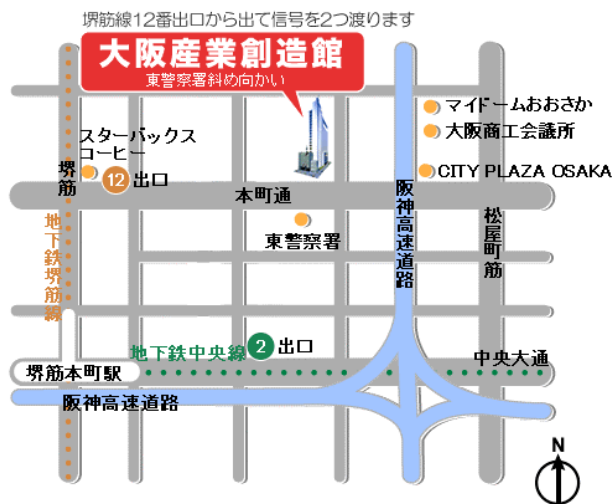 堺筋線12番出口から出て信号を2つ渡ります
大阪産業創造館
東警察署斜め向かい
マイドームおおさか
大阪商工会議所
スターバックス
コーヒー
CITY PLAZA OSAKA
堺筋
12 出口
本町通
阪神高速道路
松屋町筋
東警察署
地下鉄堺筋線
地下鉄中央線
2 出口
中央大通
堺筋本町駅
阪神高速道路
N